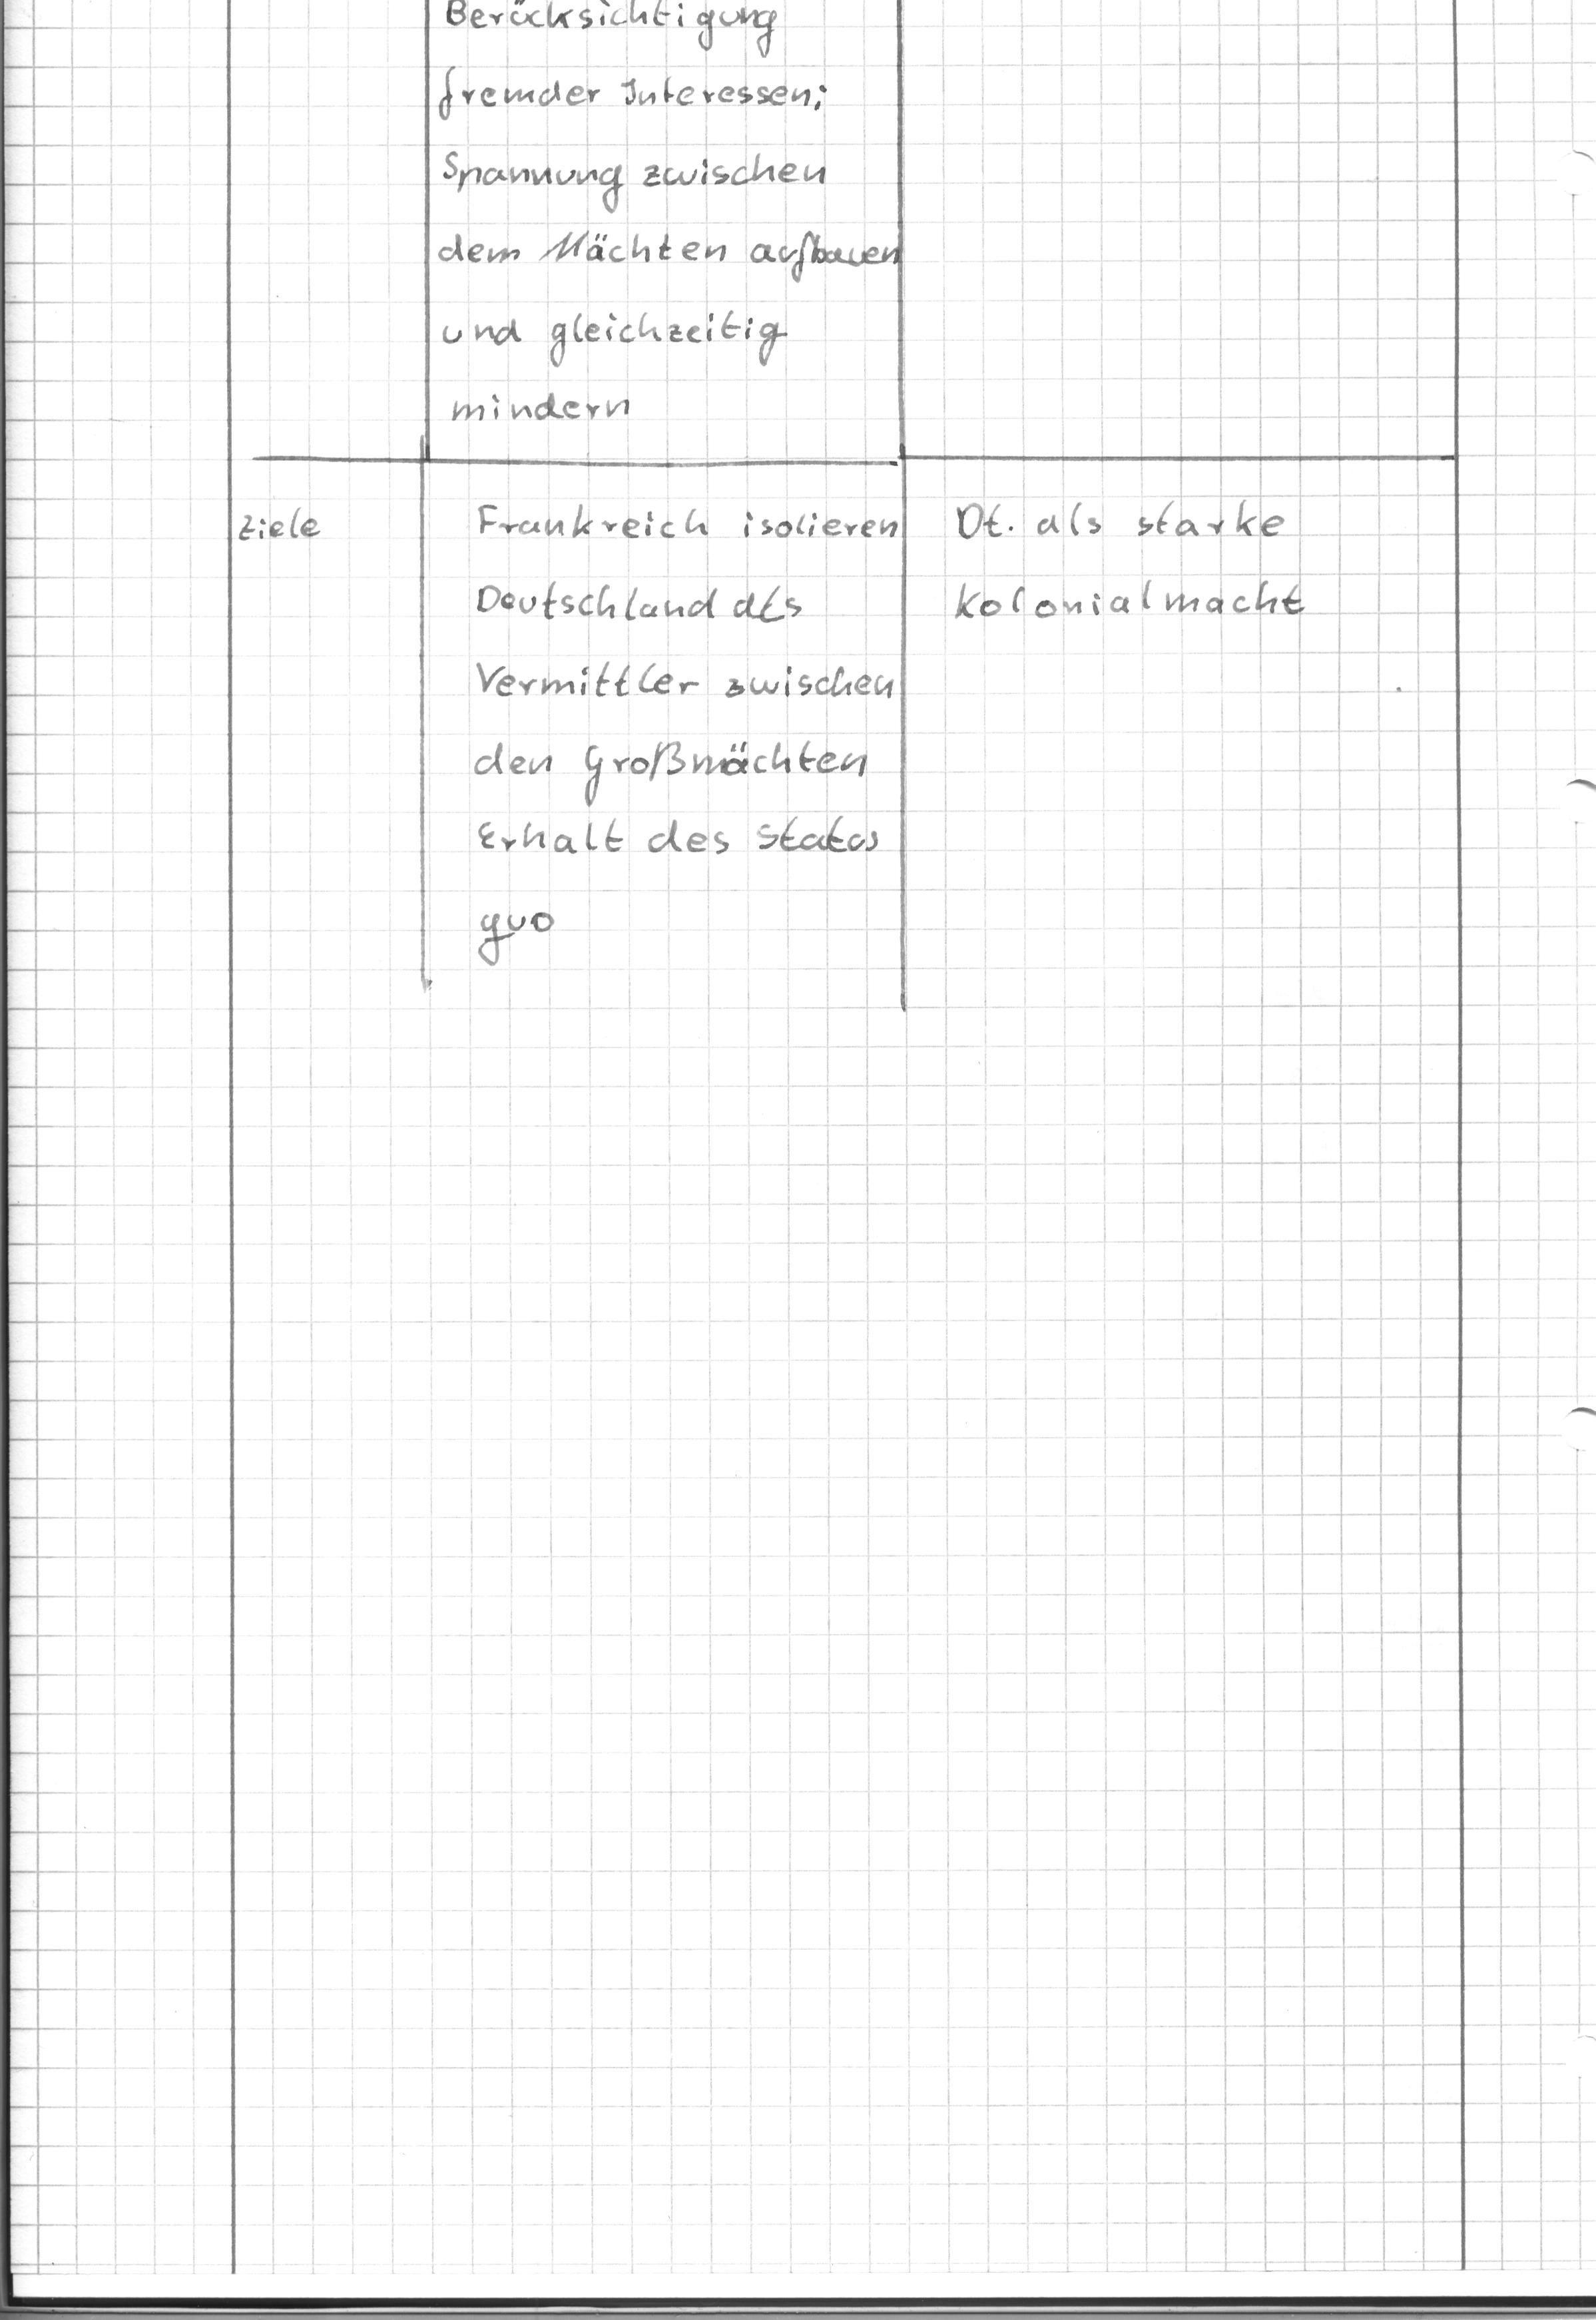 Berücksichtigung
fremder Interessen;
Spannung zwischen
dem Mächten aufbauen
und gleichzeitig
mindern
Ziele
Frankreich isolieren
Deutschland als
Vermittler zwischen
den Großmächten
Erhalt des Status
quo
Dt. als starke
Kolonialmacht